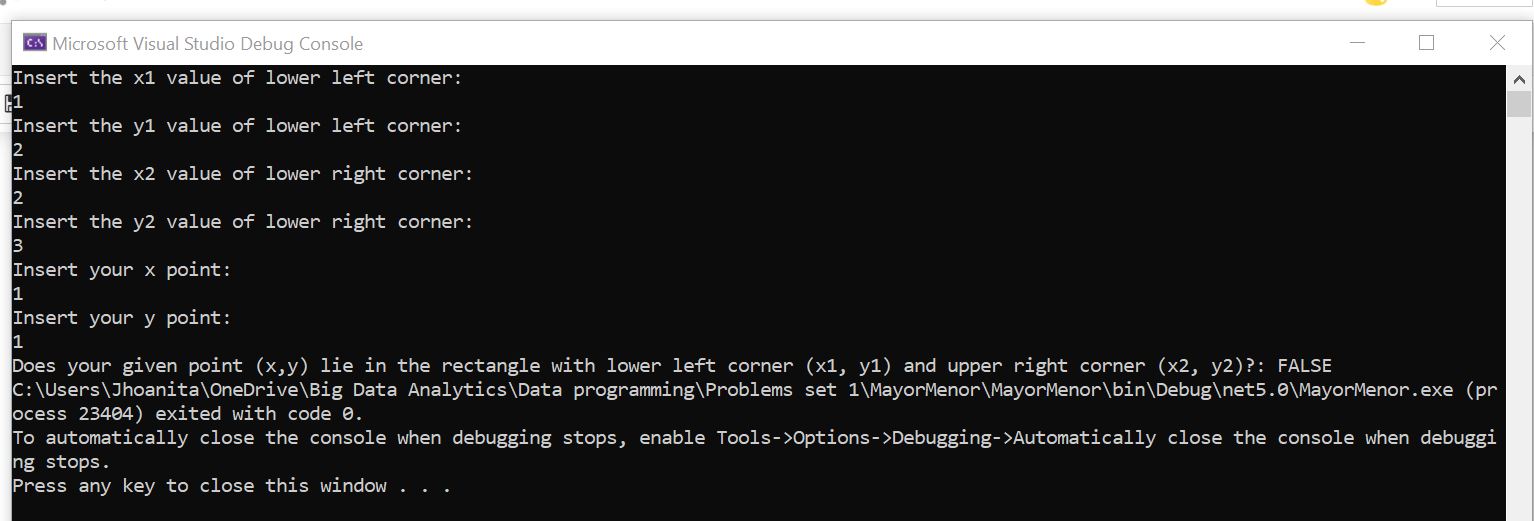 Microsoft Visual Studio Debug Console
Insert the x1 value of lower left corner:
1
Insert the y1 value of lower left corner:
2
Insert the x2 value of lower right corner:
2
Insert the y2 value of lower right corner:
3
Insert your x point:
1
Insert your y point:
1
Does your given point (x,y) lie in the rectangle with lower left corner (x1, y1) and upper right corner (x2, y2)?: FALSE
C:\Users\Jhoanita\OneDrive\Big Data Analytics\Data programming\Problems set 1\MayorMenor\MayorMenor\bin\Debug\net5.0\MayorMenor.exe (pr
ocess 23404) exited with code 0.
To automatically close the console when debugging stops, enable Tools->Options->Debugging->Automatically close the console when debuggi
ng stops.
Press any key to close this window . . .